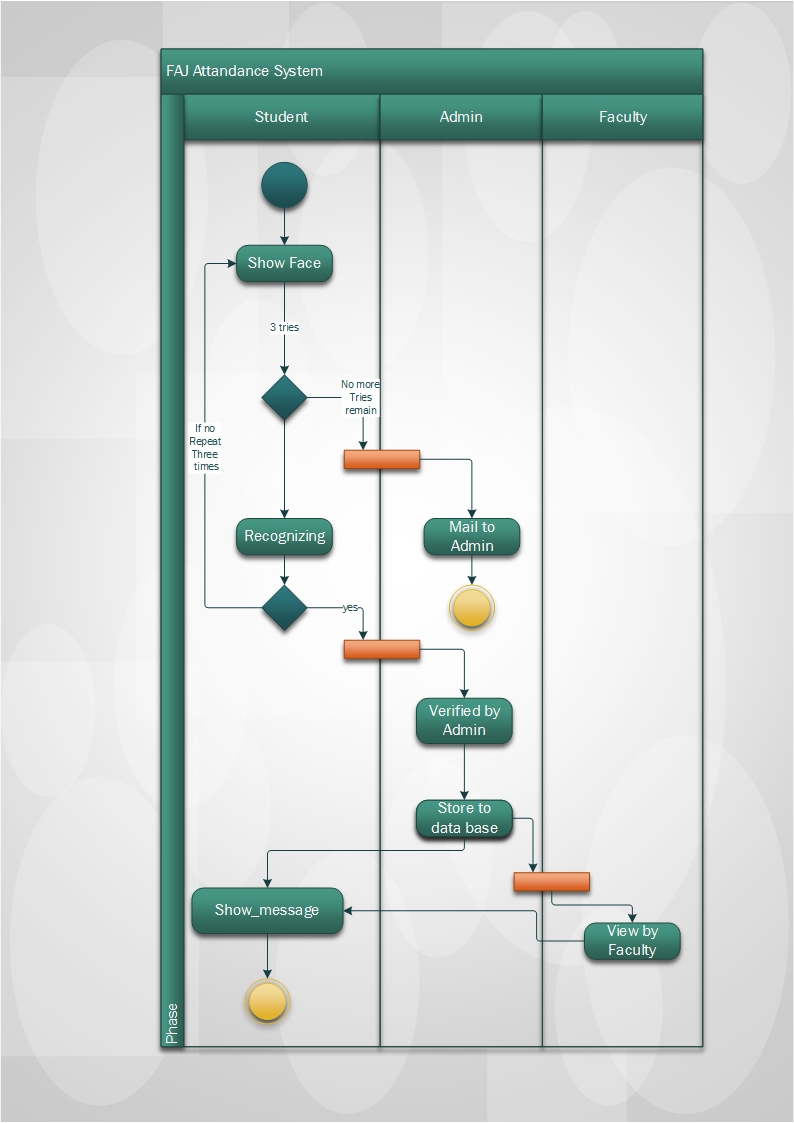 FAJ Attandance System
Student
Admin
Faculty
Show Face
3 tries
No more
Tries
remain
If no
Repeat
Three
times
Recognizing
Mail to
Admin
yes
Verified by
Admin
Store to
data base
Show_message
View by
Faculty
Phase